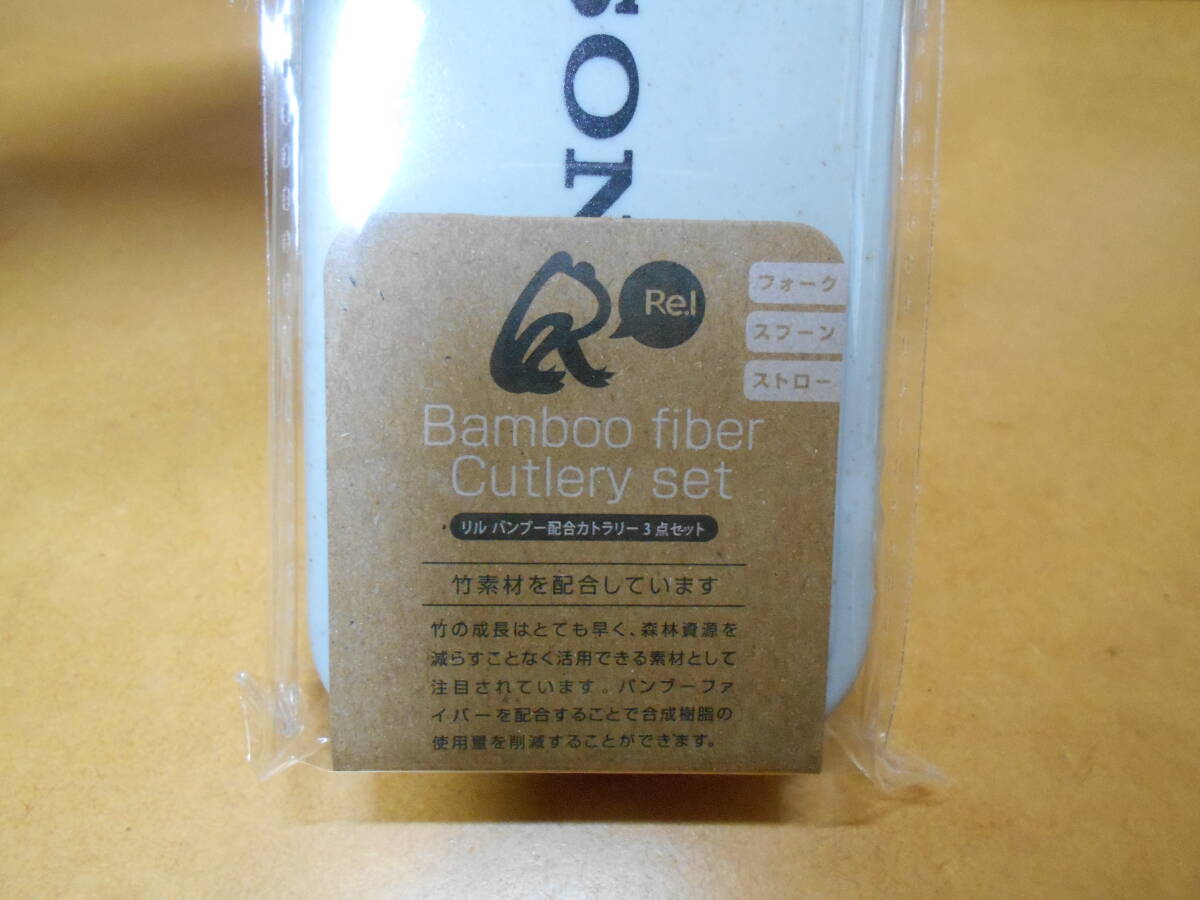 SON
Re.l
フォーク
スプーン
ストロー
Bamboo fiber
Cutlery set
リル バンブー配合カトラリー3点セット
竹素材を配合しています
竹の成長はとても早く、森林資源を
減らすことなく活用できる素材として
注目されています。バンブーファ
イバーを配合することで合成樹脂の
使用量を削減することができます。